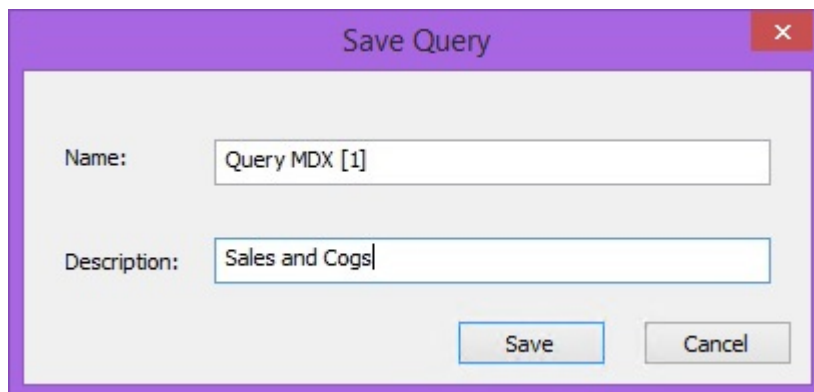 Save Query
Name: Query MDX [1]
Description: Sales and Cogs
Save Cancel